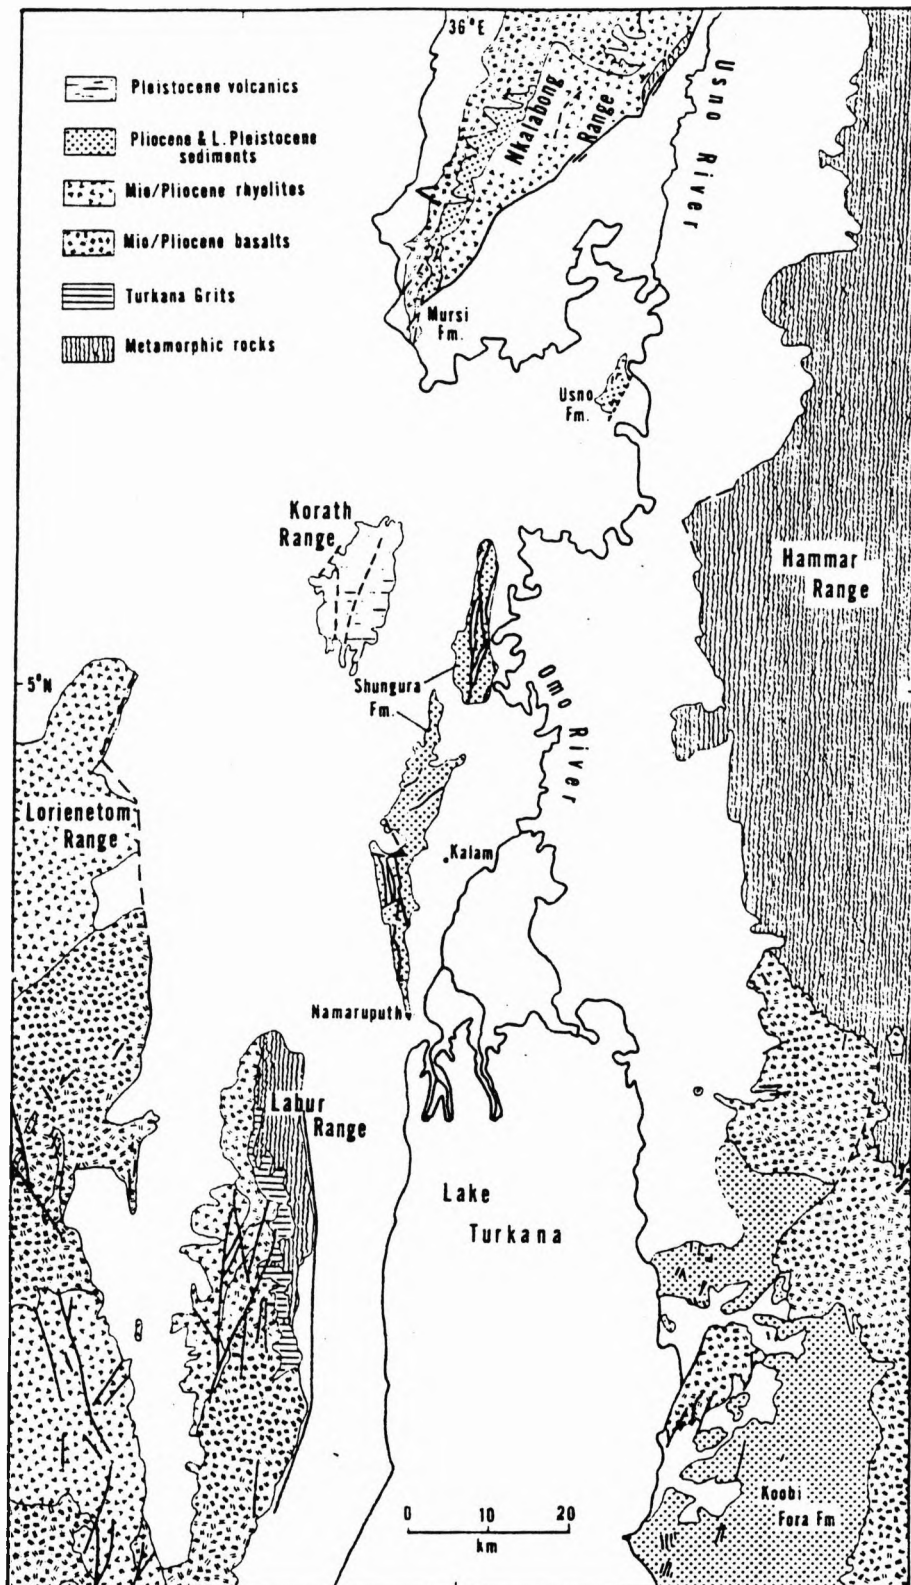 36°E
Pleistocene volcanics
Pliocene & L. Pleistocene
sediments
Mio/Pliocene rhyolites
Mio/Pliocene basalts
Turkana Grits
Metamorphic rocks
Nkalabong
Range
Usno River
Mursi
Fm.
Usno
Fm.
Korath
Range
Hammar
Range
5°N
Shungura
Fm.
Omo River
Lorienetom
Range
Kalam
Namaruputh
Labur
Range
Lake
Turkana
Koobi
Fora Fm
0 10 20
km